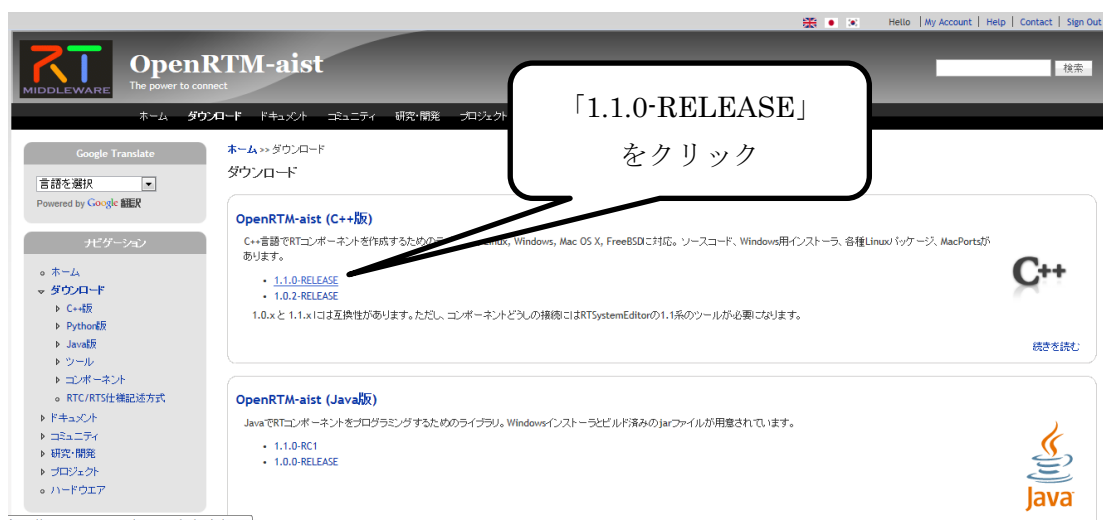 Hello | My Account | Help | Contact | Sign Out
RT
MIDDLEWARE
OpenRTM-aist
The power to connect
検索
ホーム ダウンロード ドキュメント コミュニティ 研究・開発 プロジェクト
「1.1.0-RELEASE」
をクリック
Google Translate
言語を選択
Powered by Google 翻訳
ナビゲーション
ホーム
ダウンロード
C++版
Python版
Java版
ツール
コンポーネント
RTC/RTS仕様記述方式
ドキュメント
コミュニティ
研究・開発
プロジェクト
ハードウエア
ホーム >> ダウンロード
ダウンロード
OpenRTM-aist (C++版)
C++言語でRTコンポーネントを作成するための Windows, Mac OS X, FreeBSDに対応。ソースコード、Windows用インストーラ、各種Linuxパッケージ、MacPortsが
あります。
• 1.1.0-RELEASE
• 1.0.2-RELEASE
1.0.x と 1.1.x には互換性があります。ただし、コンポーネントどうしの接続にはRTSystemEditorの1.1系のツールが必要になります。
C++
続きを読む
OpenRTM-aist (Java版)
JavaでRTコンポーネントをプログラミングするためのライブラリ。Windowsインストーラとビルド済みのjarファイルが用意されています。
• 1.1.0-RC1
• 1.0.0-RELEASE
Java